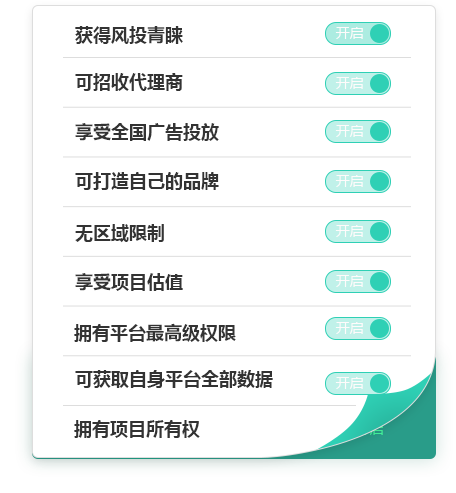 获得风投青睐 开启
可招收代理商 开启
享受全国广告投放 开启
可打造自己的品牌 开启
无区域限制 开启
享受项目估值 开启
拥有平台最高级权限 开启
可获取自身平台全部数据 开启
拥有项目所有权 启